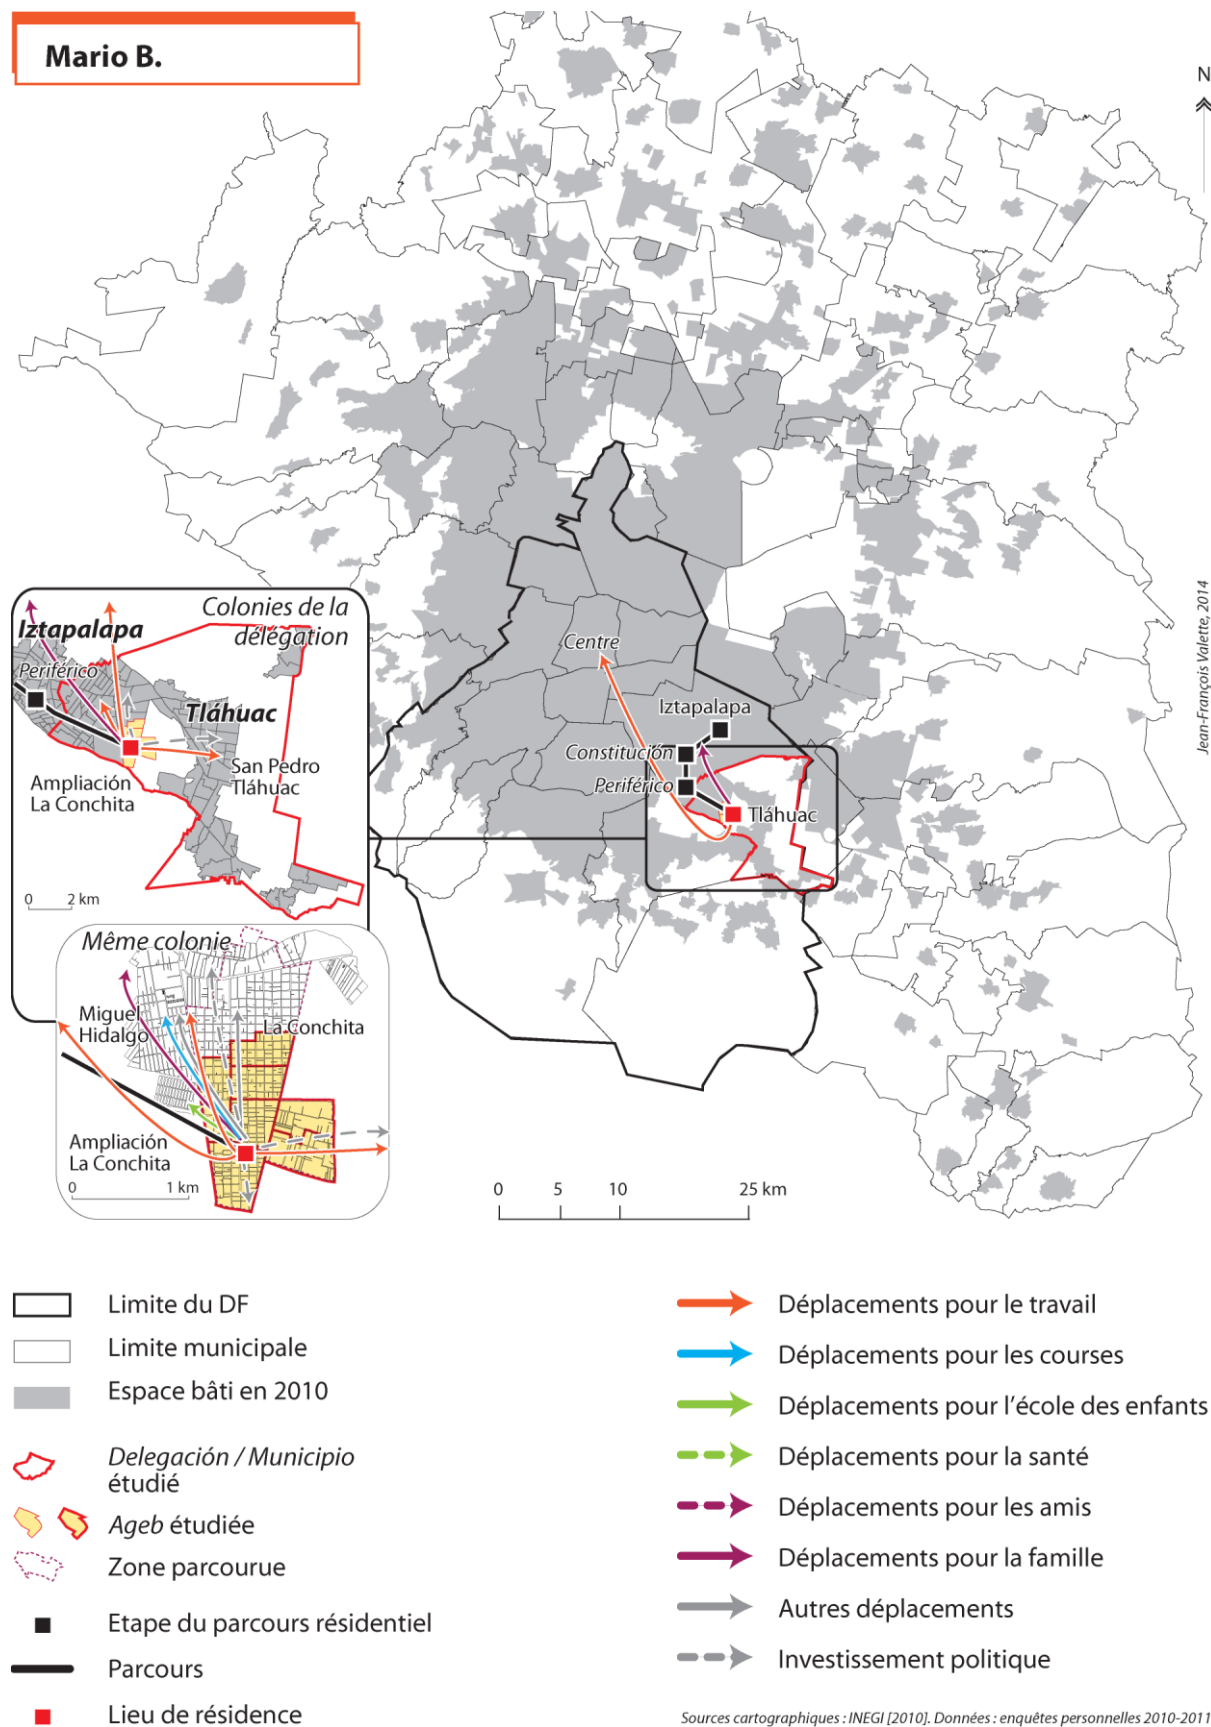 Mario B.
N
Jean-François Valette, 2014
Centre
Iztapalapa
Constitución
Periférico
Tláhuac
Colonies de la
délégation
Iztapalapa
Periférico
Tláhuac
San Pedro
Tláhuac
Ampliación
La Conchita
0 2 km
Même colonie
Miguel
Hidalgo
La Conchita
Ampliación
La Conchita
0 1 km
0 5 10 25 km
Limite du DF
Limite municipale
Espace bâti en 2010
Delegación / Municipio
étudié
Ageb étudiée
Zone parcourue
Etape du parcours résidentiel
Parcours
Lieu de résidence
Déplacements pour le travail
Déplacements pour les courses
Déplacements pour l'école des enfants
Déplacements pour la santé
Déplacements pour les amis
Déplacements pour la famille
Autres déplacements
Investissement politique
Sources cartographiques : INEGI [2010]. Données : enquêtes personnelles 2010-2011